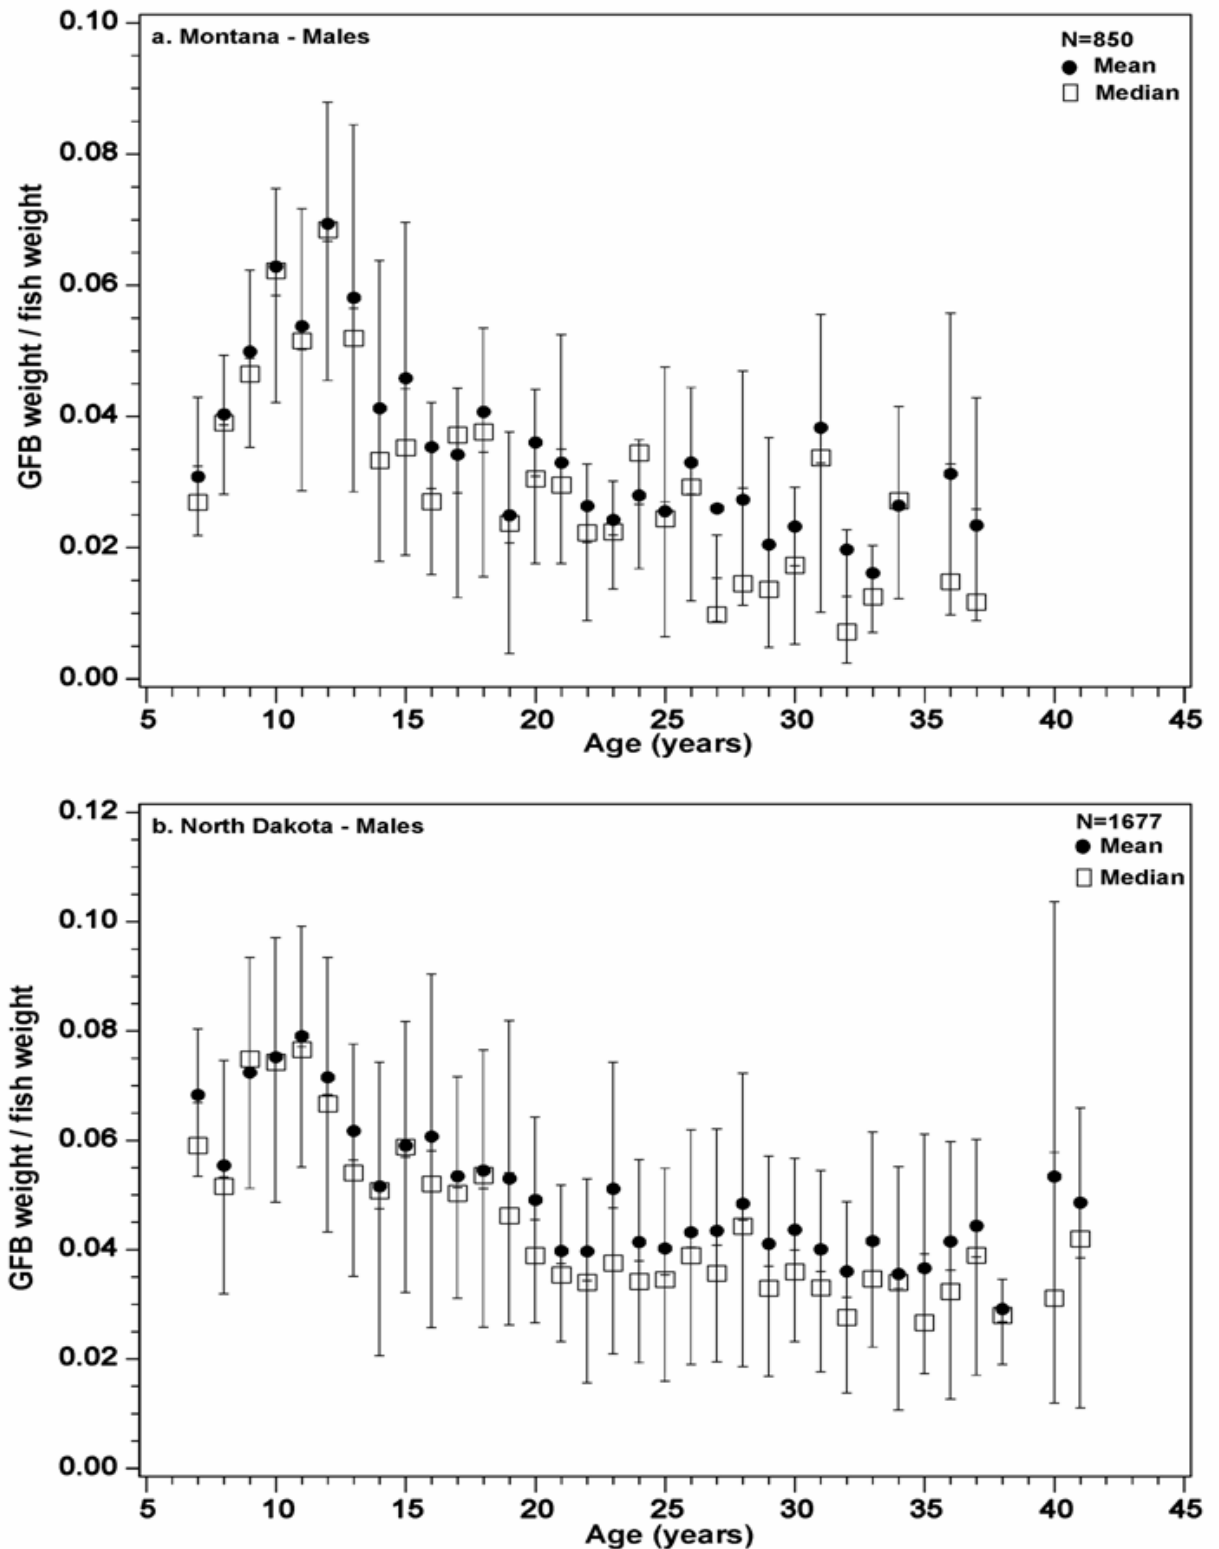 a. Montana - Males
N=850
Mean
Median
GFB weight / fish weight
0.10
0.08
0.06
0.04
0.02
0.00
5 10 15 20 25 30 35 40 45
Age (years)
b. North Dakota - Males
N=1677
Mean
Median
GFB weight / fish weight
0.12
0.10
0.08
0.06
0.04
0.02
0.00
5 10 15 20 25 30 35 40 45
Age (years)